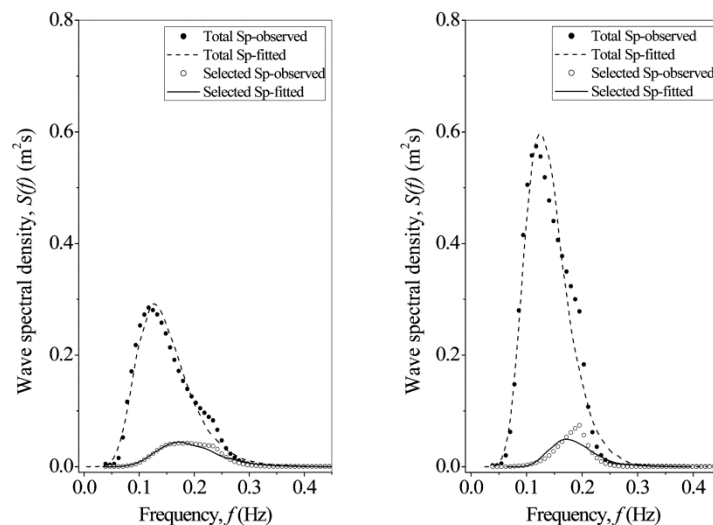 0.8
Total Sp-observed
Total Sp-fitted
Selected Sp-observed
Selected Sp-fitted
0.6
0.4
0.2
0.0
Wave spectral density, S(f) (m²s)
0.0 0.1 0.2 0.3 0.4
Frequency, f (Hz)
0.8
Total Sp-observed
Total Sp-fitted
Selected Sp-observed
Selected Sp-fitted
0.6
0.4
0.2
0.0
Wave spectral density, S(f) (m²s)
0.0 0.1 0.2 0.3 0.4
Frequency, f (Hz)